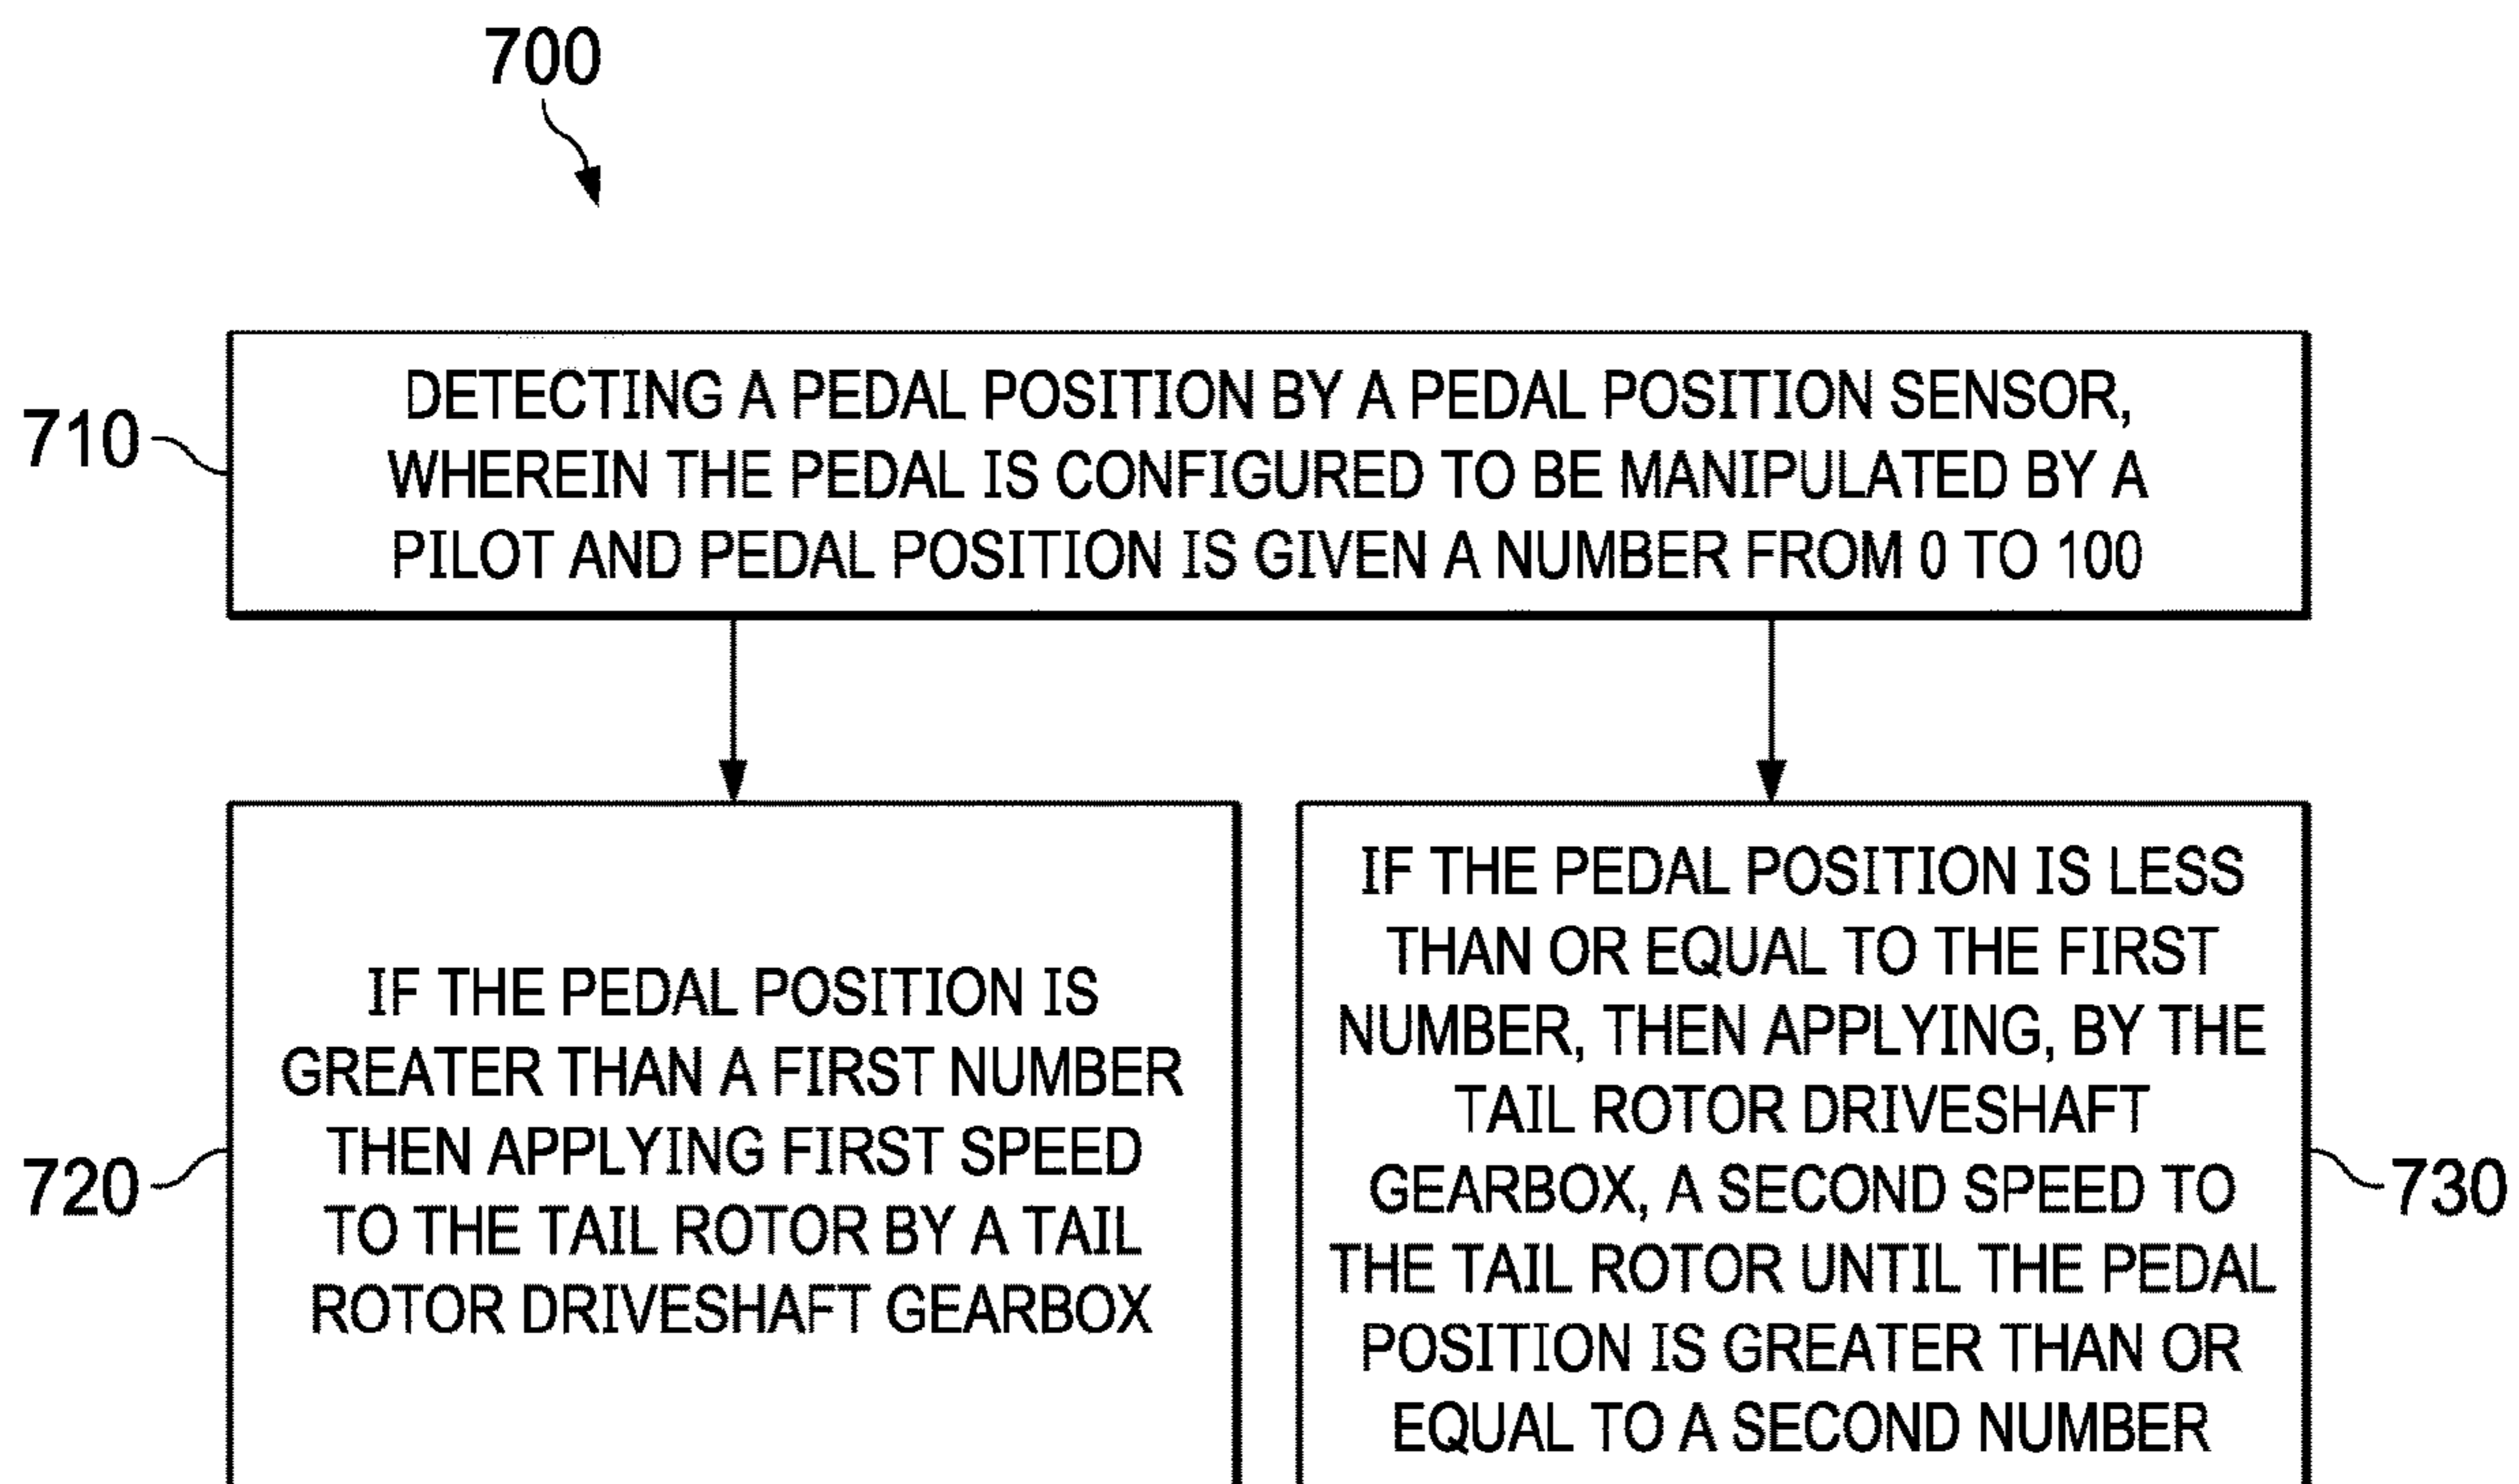 700
710
DETECTING A PEDAL POSITION BY A PEDAL POSITION SENSOR,
WHEREIN THE PEDAL IS CONFIGURED TO BE MANIPULATED BY A
PILOT AND PEDAL POSITION IS GIVEN A NUMBER FROM 0 TO 100
720
IF THE PEDAL POSITION IS
GREATER THAN A FIRST NUMBER
THEN APPLYING FIRST SPEED
TO THE TAIL ROTOR BY A TAIL
ROTOR DRIVESHAFT GEARBOX
IF THE PEDAL POSITION IS LESS
THAN OR EQUAL TO THE FIRST
NUMBER, THEN APPLYING, BY THE
TAIL ROTOR DRIVESHAFT
GEARBOX, A SECOND SPEED TO
THE TAIL ROTOR UNTIL THE PEDAL
POSITION IS GREATER THAN OR
EQUAL TO A SECOND NUMBER
730